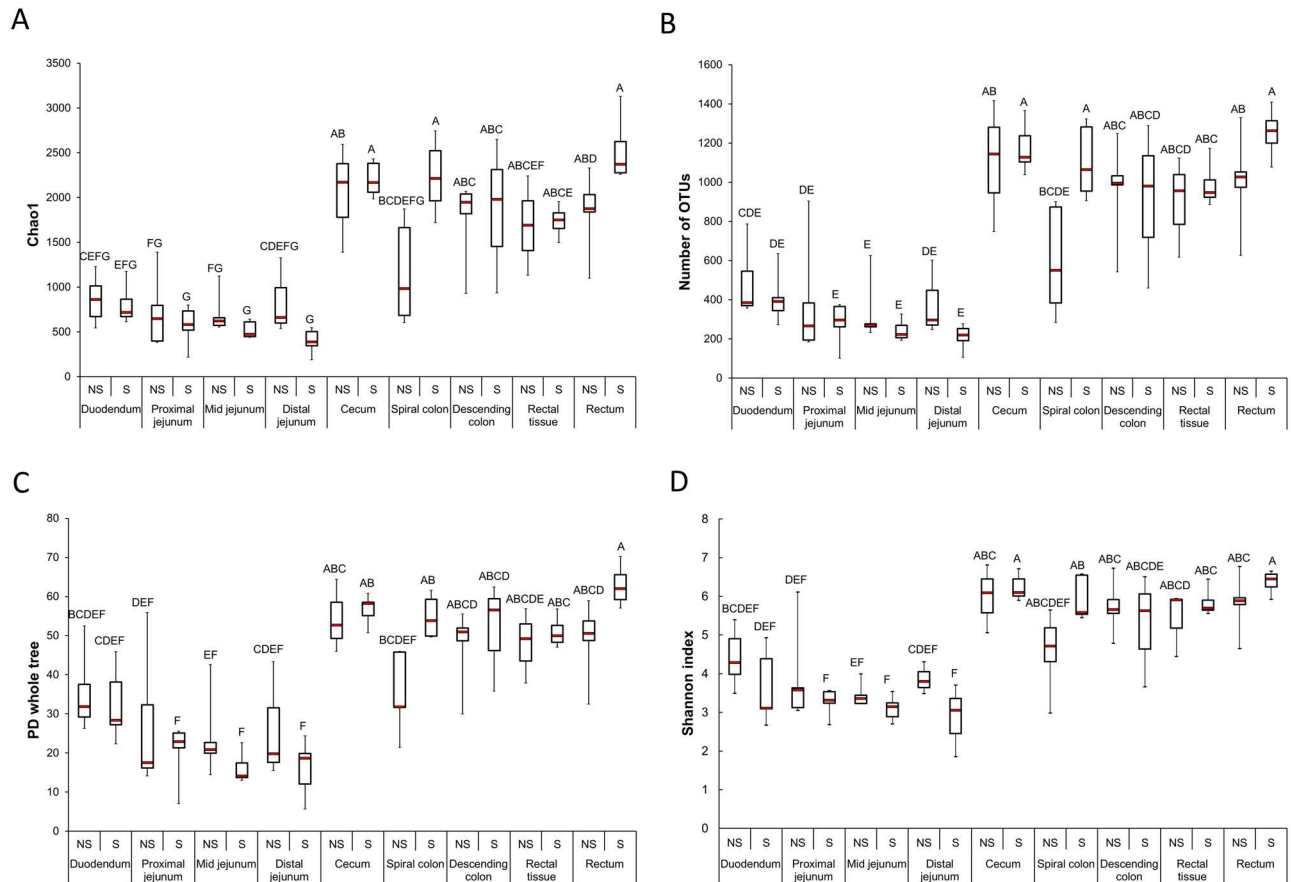 A
3500
3000
2500
2000
1500
1000
500
0
Chao1
CEFG
EFG
FG
G
FG
G
CDEFG
G
AB
A
BCDEFG
A
ABC
ABC
ABCEF
ABCE
ABD
A
NS S NS S NS S NS S NS S NS S NS S NS S NS S
Duodendum Proximal jejunum Mid jejunum Distal jejunum Cecum Spiral colon Descending colon Rectal tissue Rectum
B
1600
1400
1200
1000
800
600
400
200
0
Number of OTUs
CDE
DE
DE
E
E
E
DE
E
AB
A
BCDE
A
ABC
ABCD
ABCD
ABC
AB
A
NS S NS S NS S NS S NS S NS S NS S NS S NS S
Duodendum Proximal jejunum Mid jejunum Distal jejunum Cecum Spiral colon Descending colon Rectal tissue Rectum
C
80
70
60
50
40
30
20
10
0
PD whole tree
BCDEF
CDEF
DEF
F
EF
F
CDEF
F
ABC
AB
BCDEF
AB
ABCD
ABCD
ABCDE
ABC
ABCD
A
NS S NS S NS S NS S NS S NS S NS S NS S NS S
Duodendum Proximal jejunum Mid jejunum Distal jejunum Cecum Spiral colon Descending colon Rectal tissue Rectum
D
8
7
6
5
4
3
2
1
0
Shannon index
BCDEF
DEF
DEF
F
EF
F
CDEF
F
ABC
A
ABCDEF
AB
ABC
ABCDE
ABCD
ABC
ABC
A
NS S NS S NS S NS S NS S NS S NS S NS S NS S
Duodendum Proximal jejunum Mid jejunum Distal jejunum Cecum Spiral colon Descending colon Rectal tissue Rectum